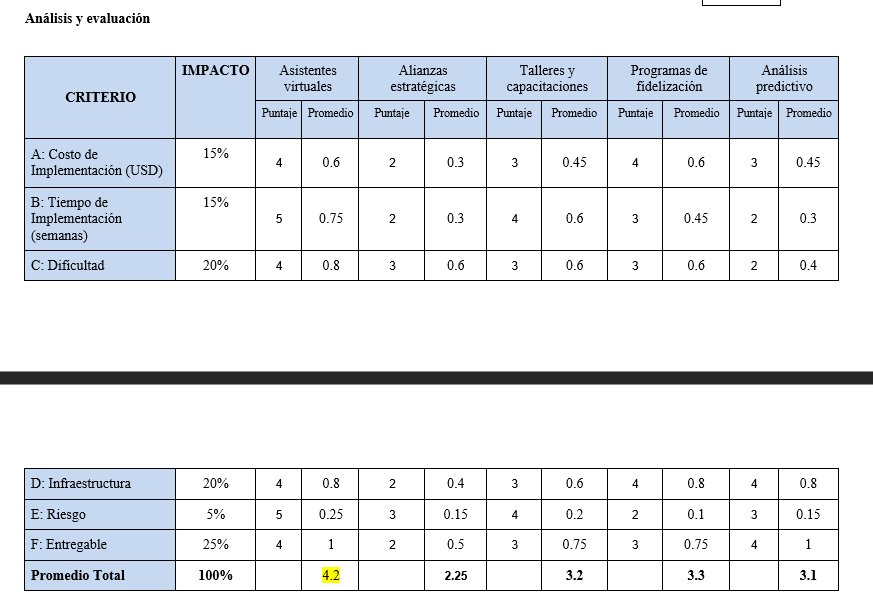 Análisis y evaluación
CRITERIO IMPACTO Asistentes virtuales Alianzas estratégicas Talleres y capacitaciones Programas de fidelización Análisis predictivo
Puntaje Promedio Puntaje Promedio Puntaje Promedio Puntaje Promedio Puntaje Promedio
A: Costo de Implementación (USD) 15% 4 0.6 2 0.3 3 0.45 4 0.6 3 0.45
B: Tiempo de Implementación (semanas) 15% 5 0.75 2 0.3 4 0.6 3 0.45 2 0.3
C: Dificultad 20% 4 0.8 3 0.6 3 0.6 3 0.6 2 0.4
D: Infraestructura 20% 4 0.8 2 0.4 3 0.6 4 0.8 4 0.8
E: Riesgo 5% 5 0.25 3 0.15 4 0.2 2 0.1 3 0.15
F: Entregable 25% 4 1 2 0.5 3 0.75 3 0.75 4 1
Promedio Total 100% 4.2 2.25 3.2 3.3 3.1